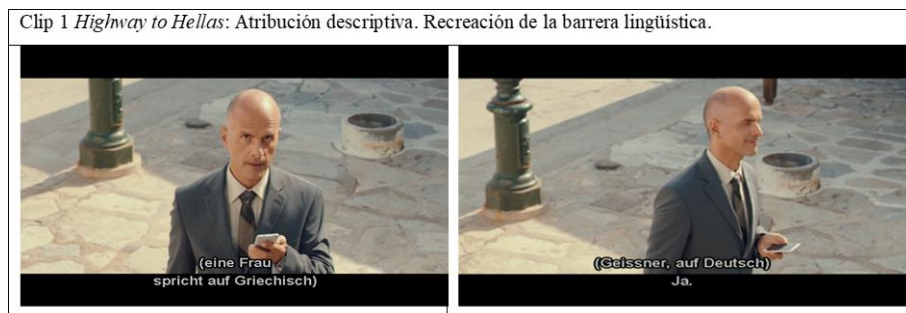 Clip 1 Highway to Hellas: Atribución descriptiva. Recreación de la barrera lingüística.
(eine Frau
spricht auf Griechisch)
(Geissner, auf Deutsch)
Ja.